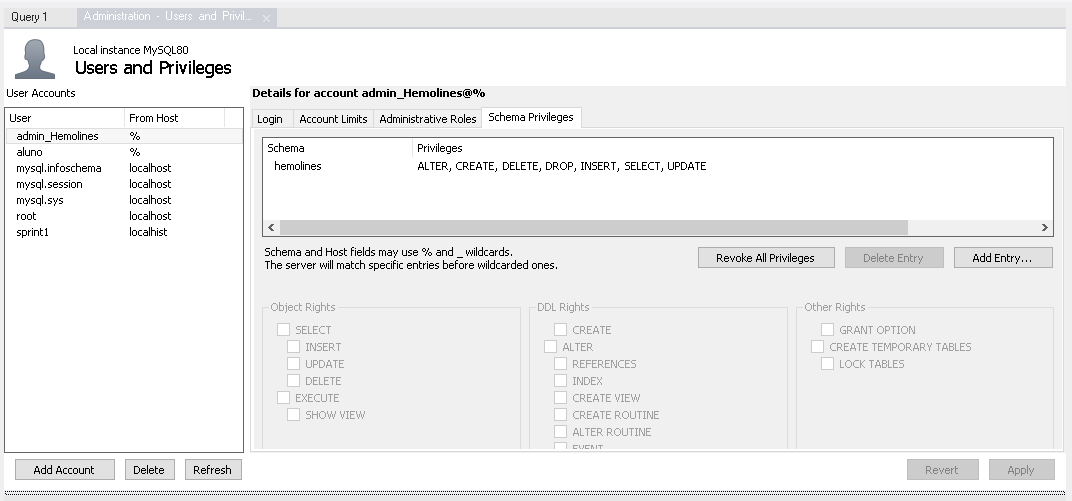 Query 1
Administration - Users and Privil...
Local instance MySQL80
Users and Privileges
User Accounts
User From Host
admin_Hemolines %
aluno %
mysql.infoschema localhost
mysql.session localhost
mysql.sys localhost
root localhost
sprint1 localhist
Add Account Delete Refresh
Details for account admin_Hemolines@%
Login Account Limits Administrative Roles Schema Privileges
Schema Privileges
hemolines ALTER, CREATE, DELETE, DROP, INSERT, SELECT, UPDATE
Schema and Host fields may use % and _ wildcards.
The server will match specific entries before wildcarded ones.
Revoke All Privileges Delete Entry Add Entry...
Object Rights
SELECT
INSERT
UPDATE
DELETE
EXECUTE
SHOW VIEW
DDL Rights
CREATE
ALTER
REFERENCES
INDEX
CREATE VIEW
CREATE ROUTINE
ALTER ROUTINE
EVENT
Other Rights
GRANT OPTION
CREATE TEMPORARY TABLES
LOCK TABLES
Revert Apply